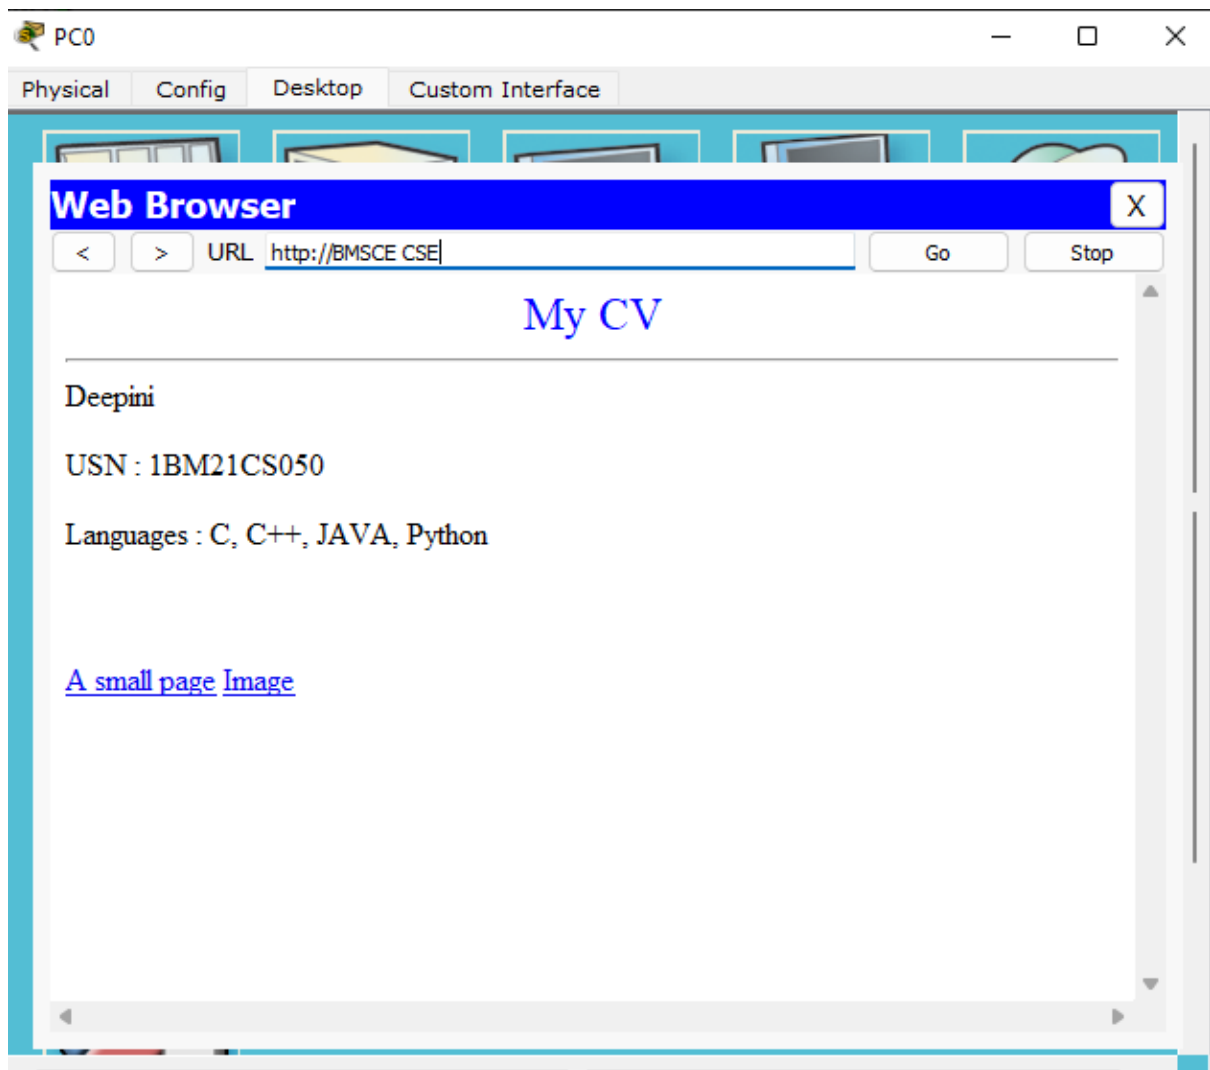 PC0
Physical Config Desktop Custom Interface
Web Browser X
< > URL http://BMSCE CSE Go Stop
My CV
Deepini
USN : 1BM21CS050
Languages : C, C++, JAVA, Python
A small page Image